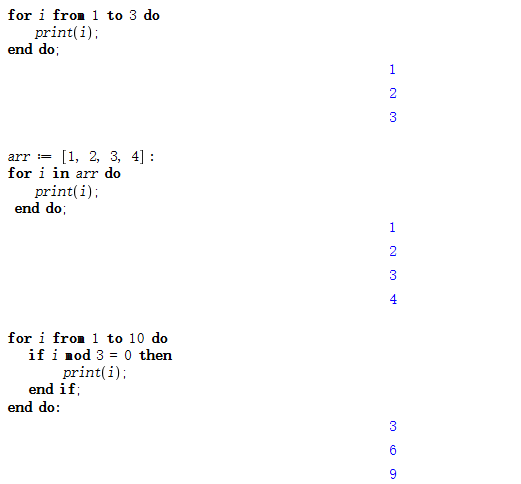 for i from 1 to 3 do
print(i);
end do;
1
2
3
arr := [1, 2, 3, 4] :
for i in arr do
print(i);
end do;
1
2
3
4
for i from 1 to 10 do
if i mod 3 = 0 then
print(i);
end if;
end do:
3
6
9